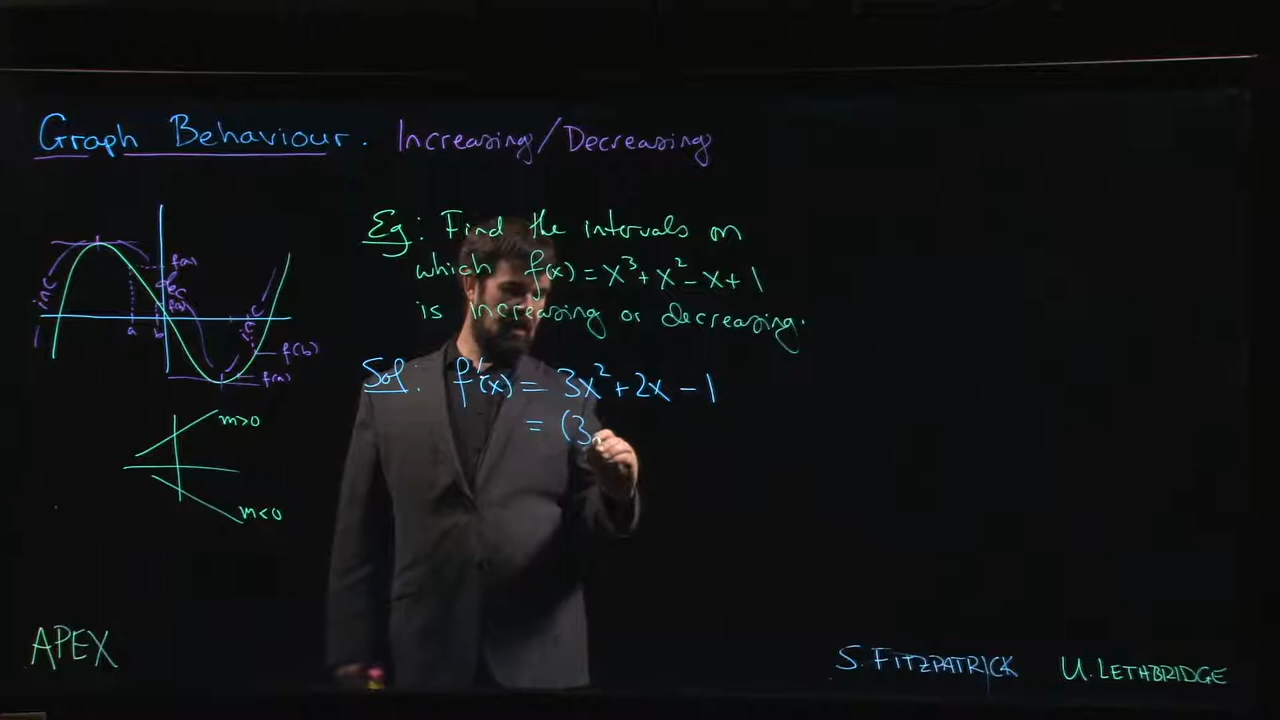 Graph Behaviour. Increasing/Decreasing
Eg: Find the intervals on
which f(x) = x³ + x² - x + 1
is increasing or decreasing.
Sol: f'(x) = 3x² + 2x - 1
= (3
inc
dec
inc
f(a)
f(b)
a
b
f(b)
f(a)
m>0
m<0
APEX
S. FITZPATRICK
U. LETHBRIDGE